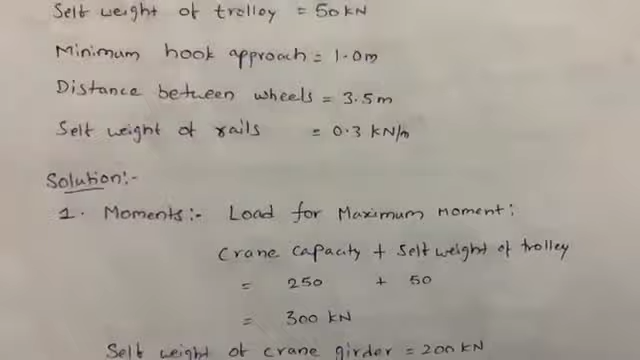 Self weight of trolley = 50 kN
Minimum hook approach = 1.0m
Distance between wheels = 3.5m
Self weight of rails = 0.3 kN/m
Solution:-
1. Moments:- Load for Maximum moment:
Crane capacity + Self weight of trolley
= 250 + 50
= 300 kN
Self weight of crane girder = 200 kN